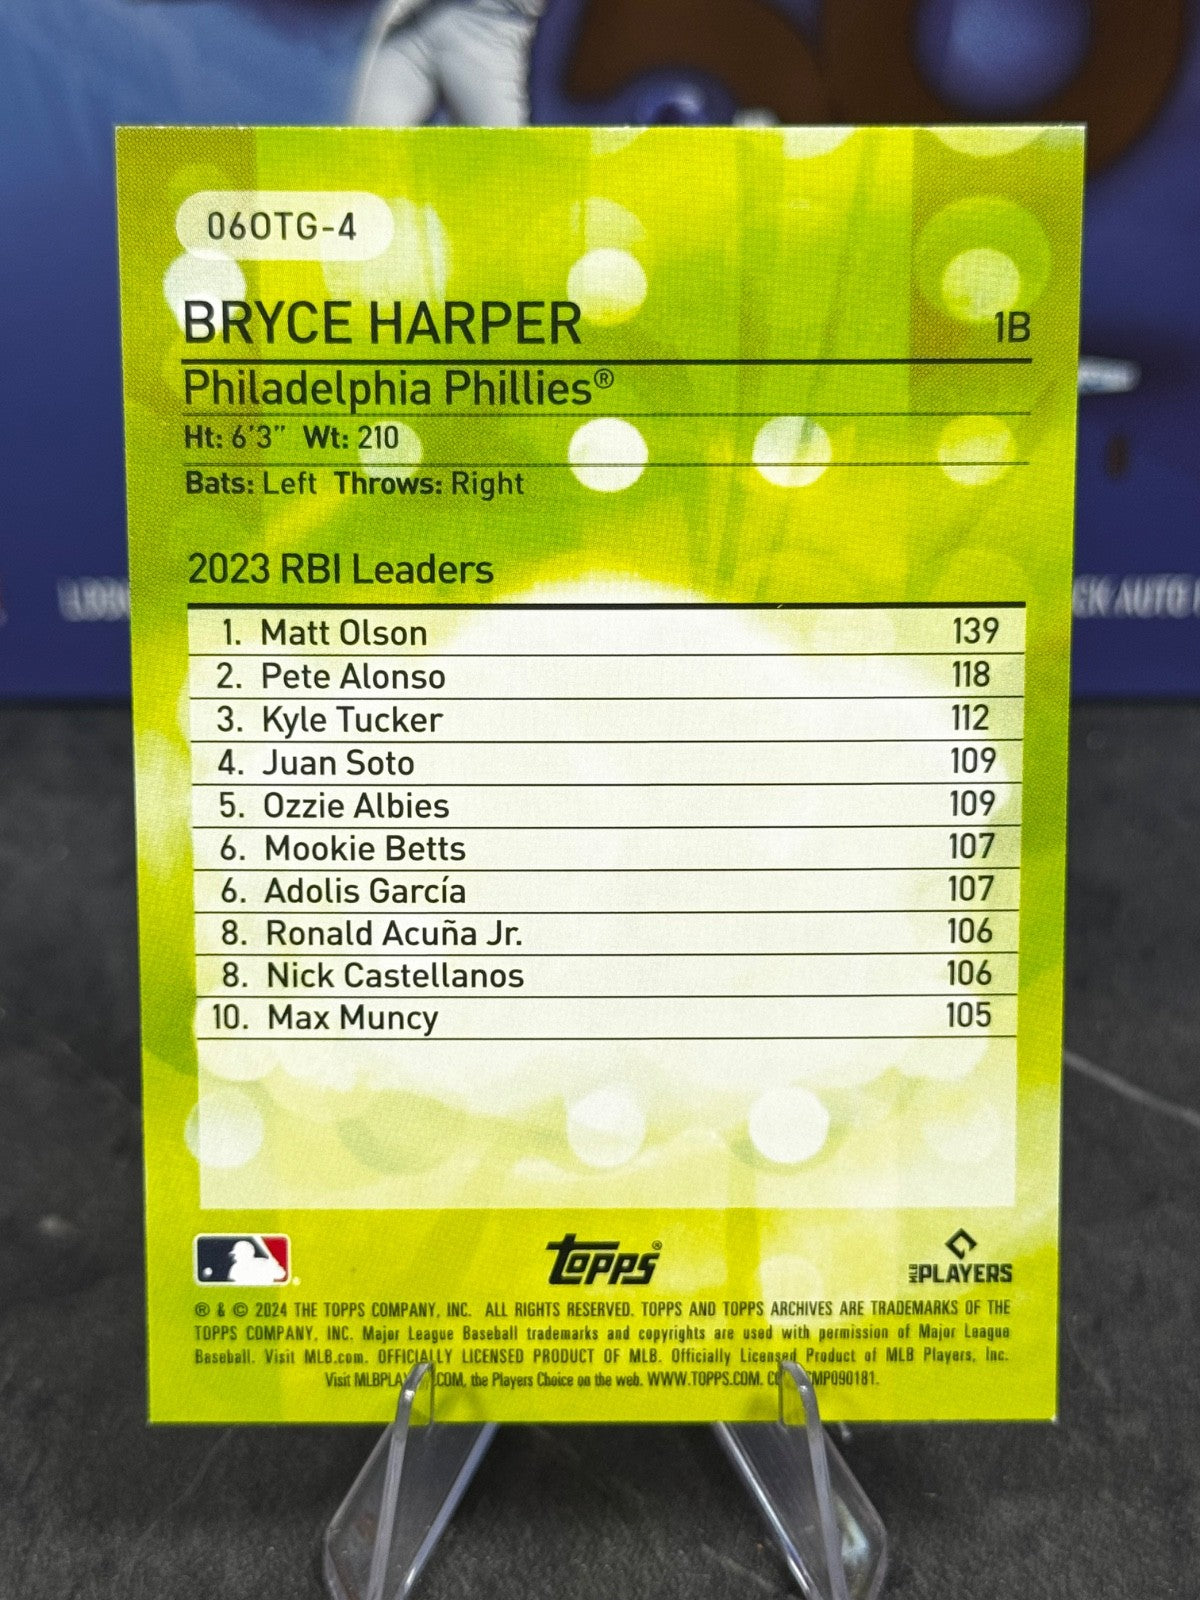 06OTG-4
BRYCE HARPER 1B
Philadelphia Phillies®
Ht: 6'3" Wt: 210
Bats: Left Throws: Right
2023 RBI Leaders
1. Matt Olson 139
2. Pete Alonso 118
3. Kyle Tucker 112
4. Juan Soto 109
5. Ozzie Albies 109
6. Mookie Betts 107
6. Adolis García 107
8. Ronald Acuña Jr. 106
8. Nick Castellanos 106
10. Max Muncy 105
topps® MLB PLAYERS
® & © 2024 THE TOPPS COMPANY, INC. ALL RIGHTS RESERVED. TOPPS AND TOPPS ARCHIVES ARE TRADEMARKS OF THE
TOPPS COMPANY, INC. Major League Baseball trademarks and copyrights are used with permission of Major League
Baseball. Visit MLB.com. OFFICIALLY LICENSED PRODUCT OF MLB. Officially Licensed Product of MLB Players, Inc.
Visit .COM, the Players Choice on the web. WWW.TOPPS.COM.
AUTO